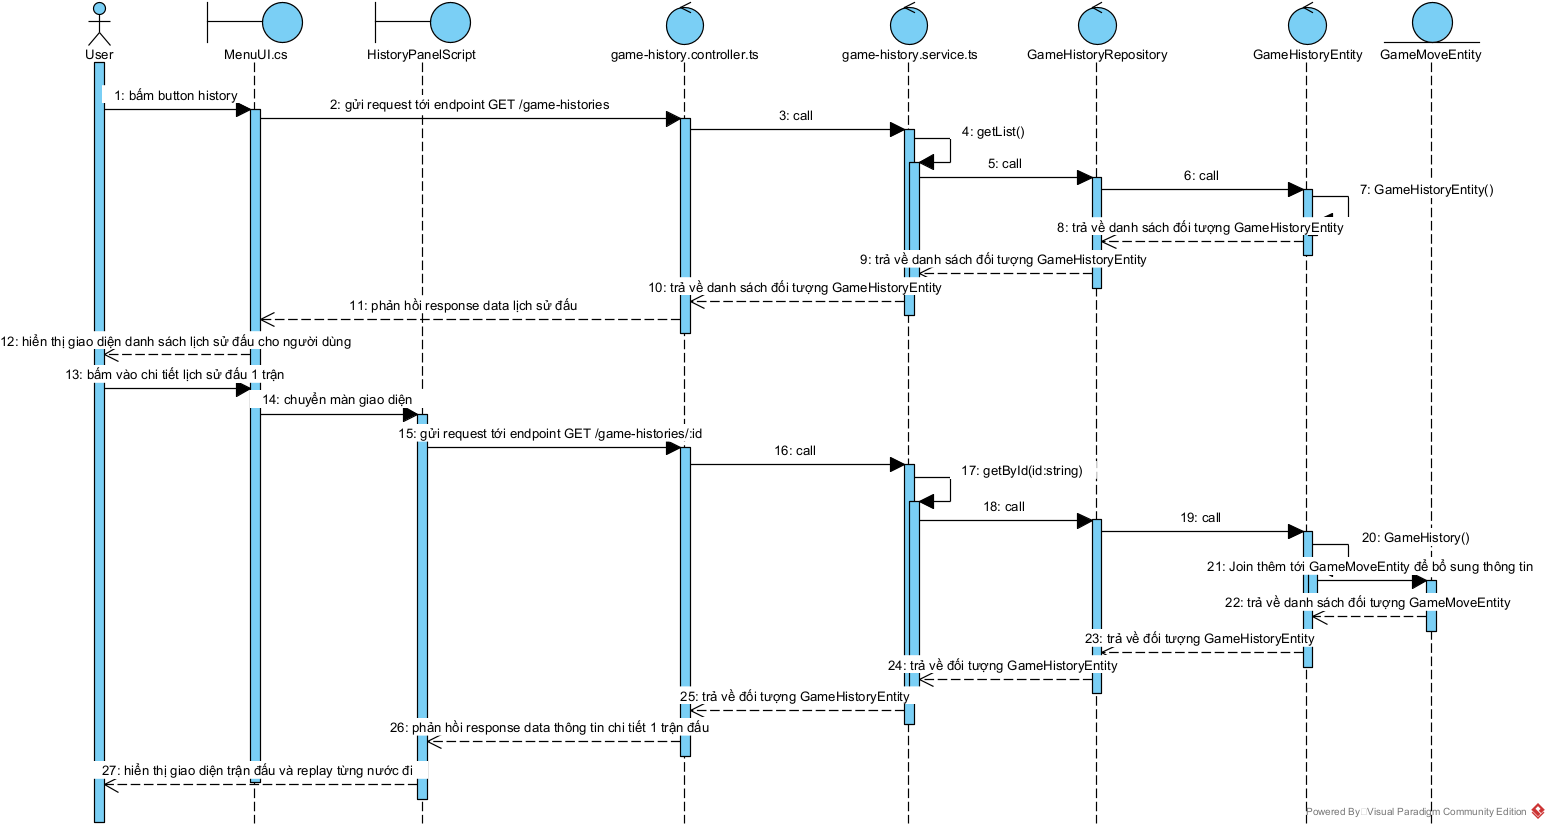 User
MenuUI.cs
HistoryPanelScript
game-history.controller.ts
game-history.service.ts
GameHistoryRepository
GameHistoryEntity
GameMoveEntity
1: bấm button history
2: gửi request tới endpoint GET /game-histories
3: call
4: getList()
5: call
6: call
7: GameHistoryEntity()
8: trả về danh sách đối tượng GameHistoryEntity
9: trả về danh sách đối tượng GameHistoryEntity
10: trả về danh sách đối tượng GameHistoryEntity
11: phản hồi response data lịch sử đấu
12: hiển thị giao diện danh sách lịch sử đấu cho người dùng
13: bấm vào chi tiết lịch sử đấu 1 trận
14: chuyển màn giao diện
15: gửi request tới endpoint GET /game-histories/:id
16: call
17: getById(id:string)
18: call
19: call
20: GameHistory()
21: Join thêm tới GameMoveEntity để bổ sung thông tin
22: trả về danh sách đối tượng GameMoveEntity
23: trả về đối tượng GameHistoryEntity
24: trả về đối tượng GameHistoryEntity
25: trả về đối tượng GameHistoryEntity
26: phản hồi response data thông tin chi tiết 1 trận đấu
27: hiển thị giao diện trận đấu và replay từng nước đi
Powered By Visual Paradigm Community Edition